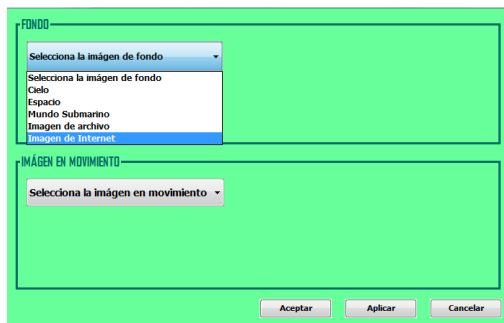 FONDO
Selecciona la imágen de fondo
Selecciona la imágen de fondo
Cielo
Espacio
Mundo Submarino
Imagen de archivo
Imagen de Internet
IMÁGEN EN MOVIMIENTO
Selecciona la imágen en movimiento
Aceptar Aplicar Cancelar